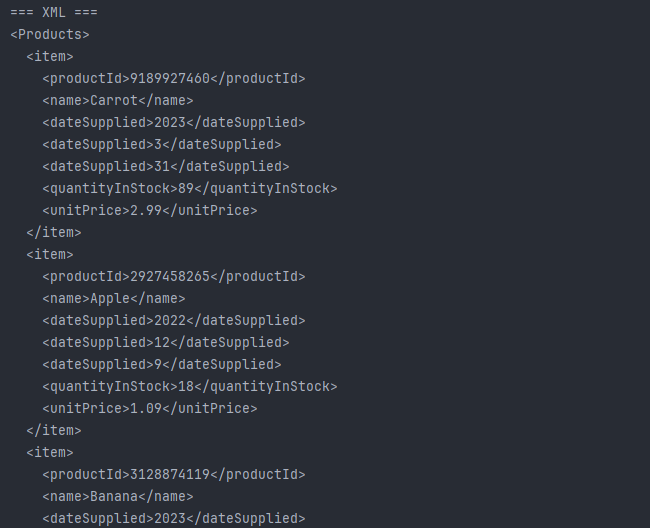 === XML ===
<Products>
  <item>
    <productId>9189927460</productId>
    <name>Carrot</name>
    <dateSupplied>2023</dateSupplied>
    <dateSupplied>3</dateSupplied>
    <dateSupplied>31</dateSupplied>
    <quantityInStock>89</quantityInStock>
    <unitPrice>2.99</unitPrice>
  </item>
  <item>
    <productId>2927458265</productId>
    <name>Apple</name>
    <dateSupplied>2022</dateSupplied>
    <dateSupplied>12</dateSupplied>
    <dateSupplied>9</dateSupplied>
    <quantityInStock>18</quantityInStock>
    <unitPrice>1.09</unitPrice>
  </item>
  <item>
    <productId>3128874119</productId>
    <name>Banana</name>
    <dateSupplied>2023</dateSupplied>